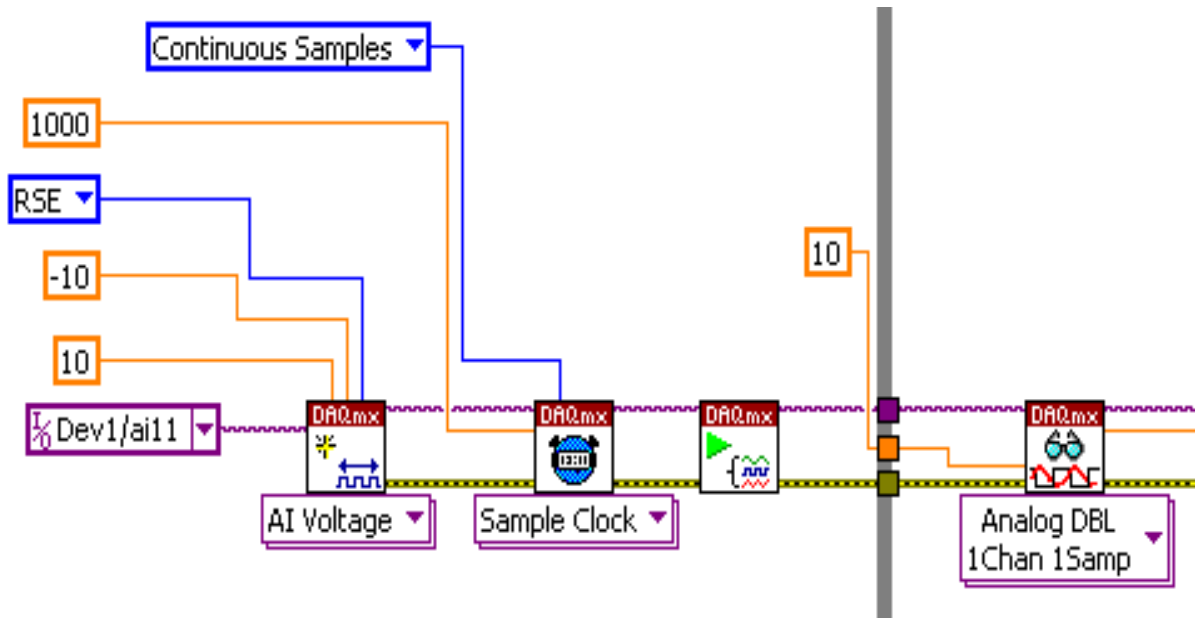 Continuous Samples
1000
RSE
-10
10
10
I/O Dev1/ai11
DAQmx
DAQmx
DAQmx
DAQmx
AI Voltage
Sample Clock
Analog DBL
1Chan 1Samp